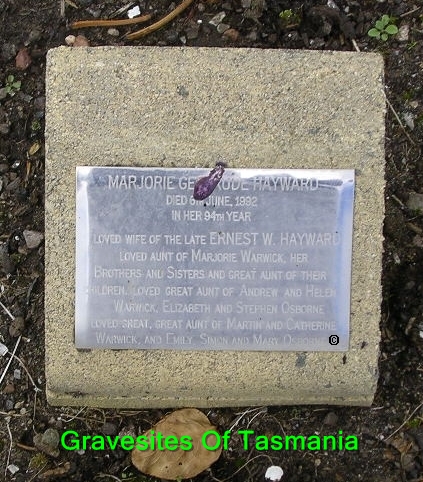 MARJORIE GERTRUDE HAYWARD
DIED 6TH JUNE, 1992
IN HER 94TH YEAR
LOVED WIFE OF THE LATE ERNEST W. HAYWARD
LOVED AUNT OF MARJORIE WARWICK, HER
BROTHERS AND SISTERS AND GREAT AUNT OF THEIR
CHILDREN. LOVED GREAT AUNT OF ANDREW AND HELEN
WARWICK, ELIZABETH AND STEPHEN OSBORNE
LOVED GREAT, GREAT AUNT OF MARTIN AND CATHERINE
WARWICK, AND EMILY, SIMON AND MARY OSBORNE
©
Gravesites Of Tasmania